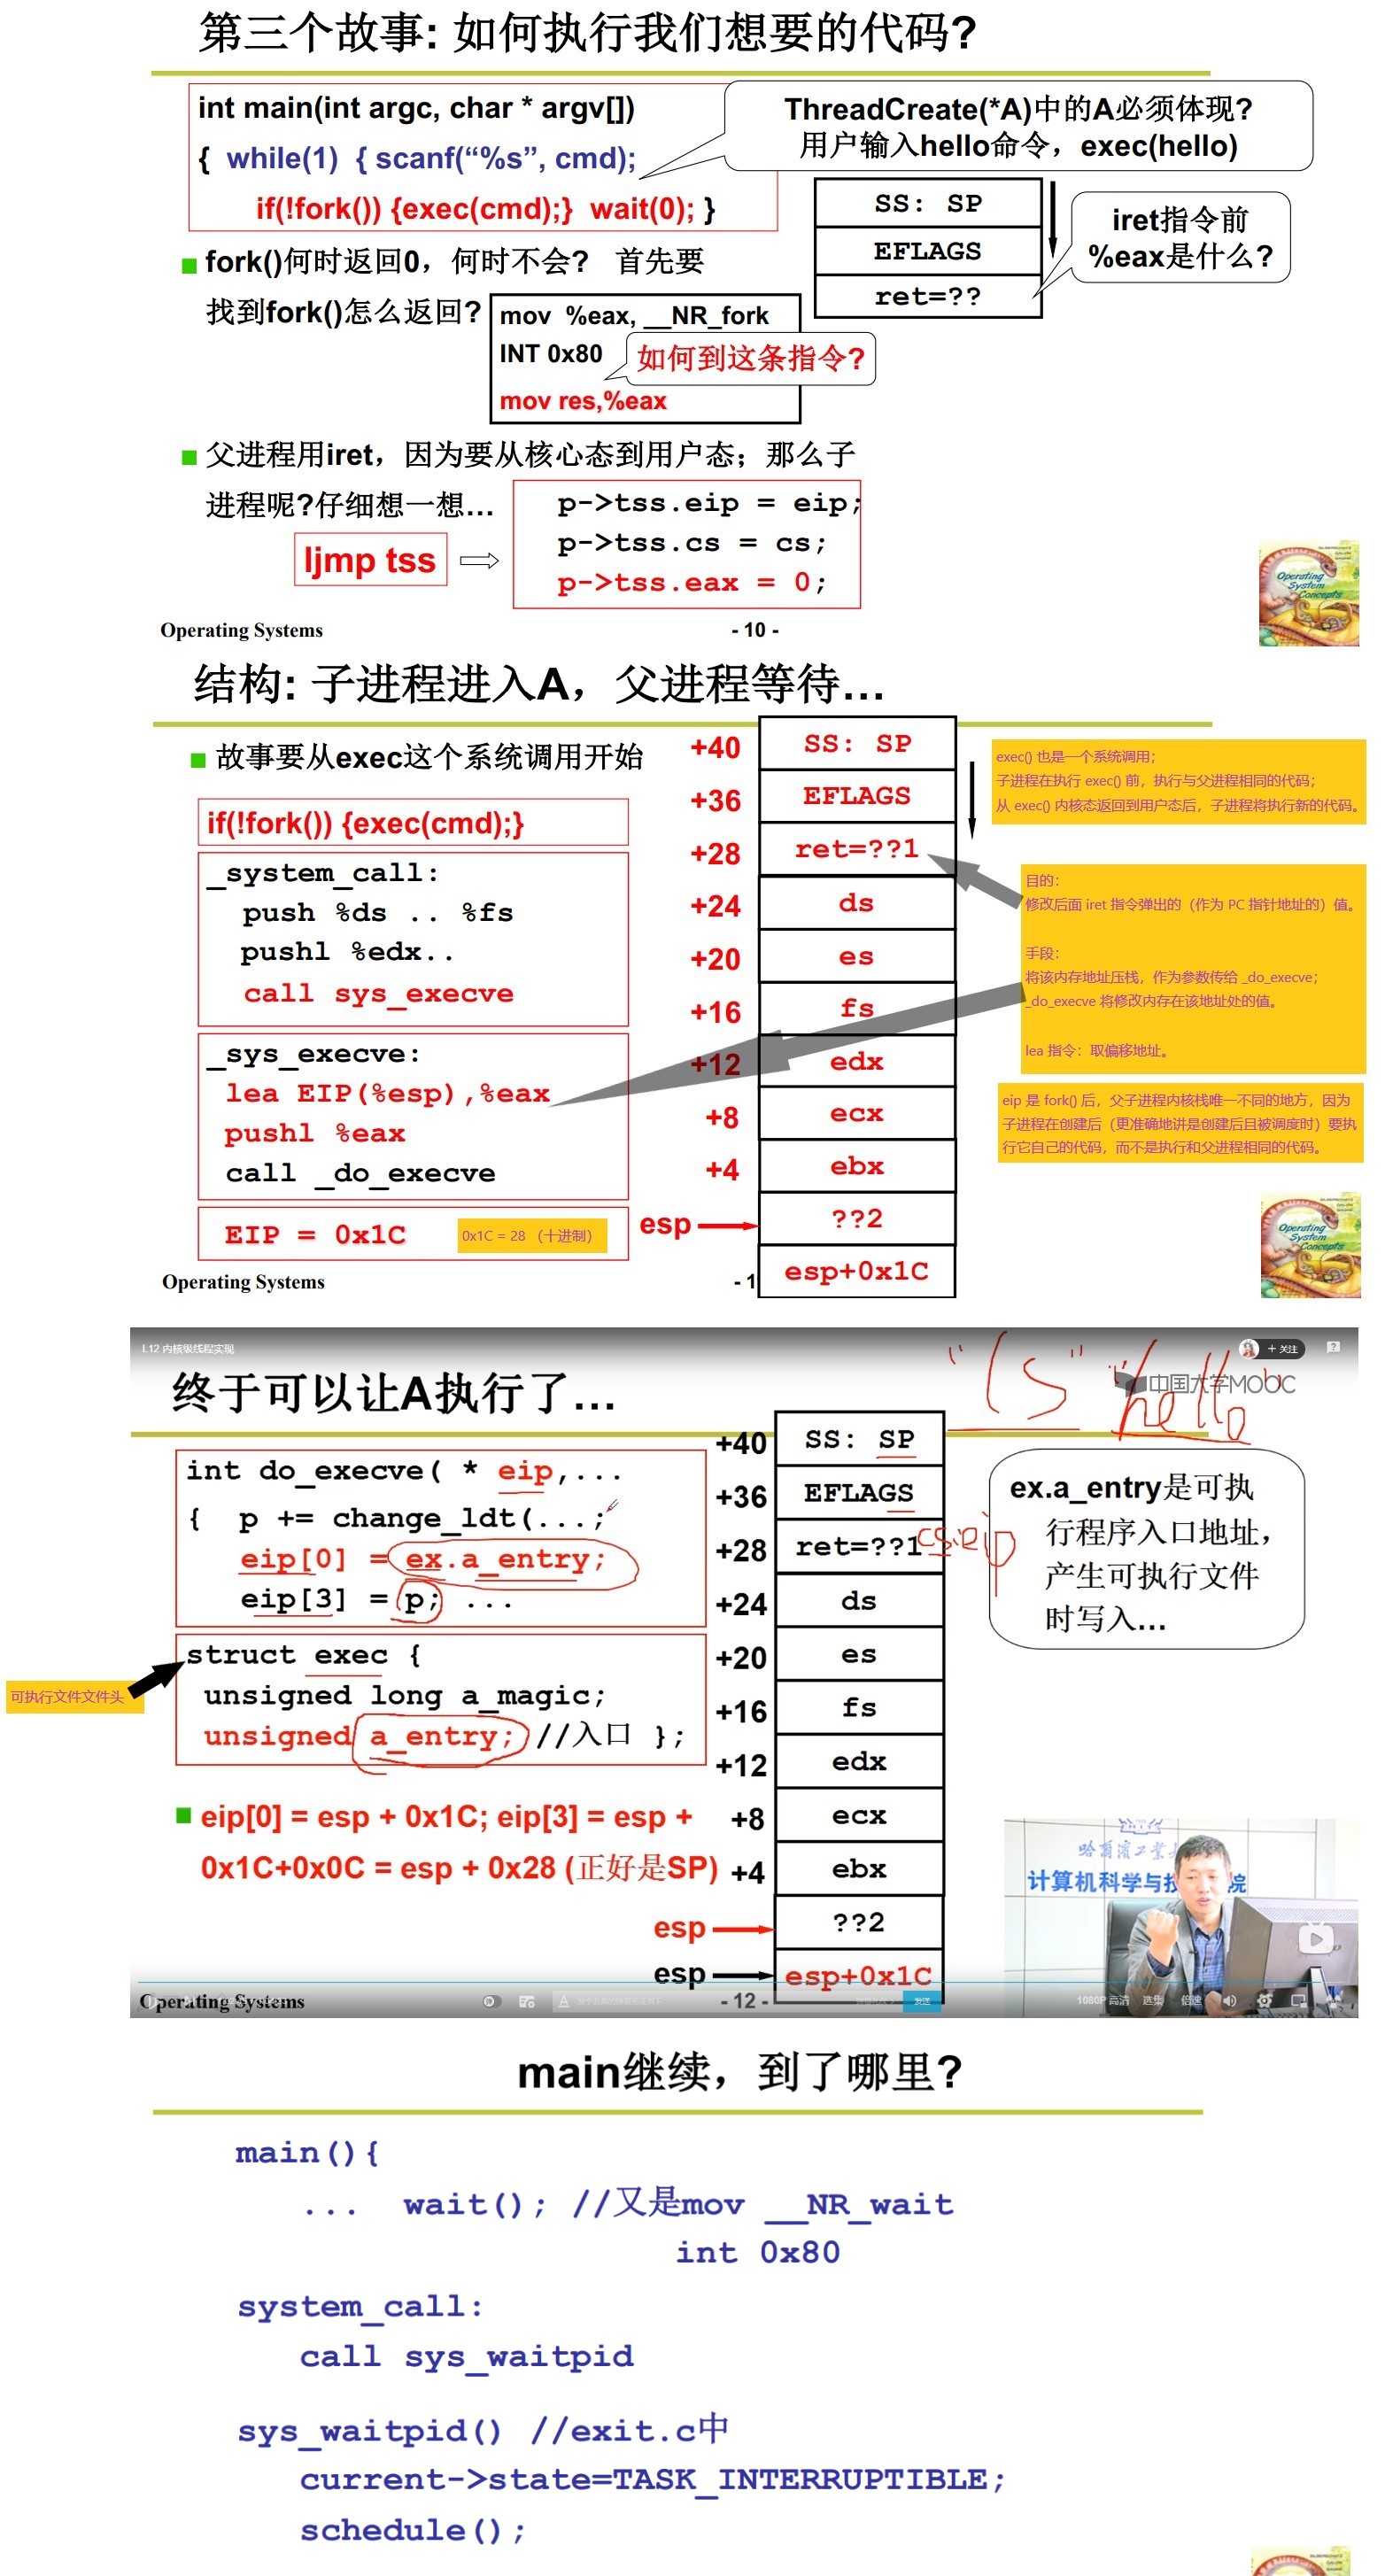 第三个故事: 如何执行我们想要的代码?
int main(int argc, char * argv[])
{ while(1) { scanf(“%s”, cmd);
if(!fork()) {exec(cmd);} wait(0); }
ThreadCreate(*A)中的A必须体现?
用户输入hello命令，exec(hello)
SS: SP
EFLAGS
ret=??
iret指令前
%eax是什么?
fork()何时返回0，何时不会? 首先要
找到fork()怎么返回?
mov %eax, __NR_fork
INT 0x80
mov res,%eax
如何到这条指令?
父进程用iret，因为要从核心态到用户态；那么子
进程呢?仔细想一想…
ljmp tss
p->tss.eip = eip;
p->tss.cs = cs;
p->tss.eax = 0;
Operating System Concepts
Operating Systems
- 10 -
结构: 子进程进入A，父进程等待…
故事要从exec这个系统调用开始
if(!fork()) {exec(cmd);}
_system_call:
push %ds .. %fs
pushl %edx..
call sys_execve
_sys_execve:
lea EIP(%esp),%eax
pushl %eax
call _do_execve
EIP = 0x1C
0x1C = 28 （十进制）
+40 SS: SP
+36 EFLAGS
+28 ret=??1
+24 ds
+20 es
+16 fs
+12 edx
+8 ecx
+4 ebx
esp ??2
esp+0x1C
exec() 也是一个系统调用；
子进程在执行 exec() 前，执行与父进程相同的代码；
从 exec() 内核态返回到用户态后，子进程将执行新的代码。
目的：
修改后面 iret 指令弹出的（作为 PC 指针地址的）值。
手段：
将该内存地址压栈，作为参数传给 _do_execve；
_do_execve 将修改内存在该地址处的值。
lea 指令：取偏移地址。
eip 是 fork() 后，父子进程内核栈唯一不同的地方，因为
子进程在创建后（更准确地讲是创建后且被调度时）要执
行它自己的代码，而不是执行和父进程相同的代码。
Operating System Concepts
Operating Systems
- 1
L12 内核级线程实现
+ 关注
终于可以让A执行了…
"ls" "hello"
中国大学MOOC
int do_execve( * eip,...
{ p += change_ldt(...;
eip[0] = ex.a_entry;
eip[3] = p; ...
struct exec {
unsigned long a_magic;
unsigned a_entry; //入口 };
可执行文件文件头
eip[0] = esp + 0x1C; eip[3] = esp +
0x1C+0x0C = esp + 0x28 (正好是SP)
+40 SS: SP
+36 EFLAGS
+28 ret=??1 cs:eip
+24 ds
+20 es
+16 fs
+12 edx
+8 ecx
+4 ebx
esp ??2
esp esp+0x1C
ex.a_entry是可执
行程序入口地址，
产生可执行文件
时写入…
计算机科学与技 院
Operating Systems
- 12 -
发送
1080P 高清 选集 倍速
main继续，到了哪里?
main(){
... wait(); //又是mov __NR_wait
int 0x80
system_call:
call sys_waitpid
sys_waitpid() //exit.c中
current->state=TASK_INTERRUPTIBLE;
schedule();